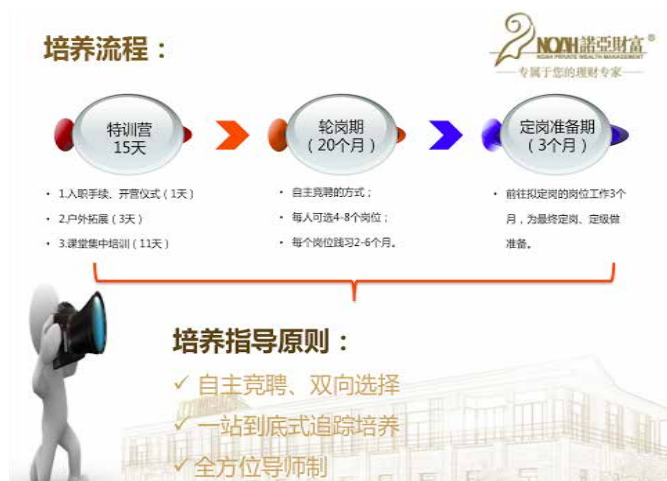 培养流程：
NOAH 諾亞財富®
NOAH PRIVATE WEALTH MANAGEMENT
专属于您的理财专家
特训营
15天
轮岗期
（20个月）
定岗准备期
（3个月）
• 1.入职手续、开营仪式（1天）
• 2.户外拓展（3天）
• 3.课堂集中培训（11天）
• 自主竞聘的方式；
• 每人可选4-8个岗位；
• 每个岗位践习2-6个月。
• 前往拟定岗的岗位工作3个
月，为最终定岗、定级做
准备。
培养指导原则：
✓ 自主竞聘、双向选择
✓ 一站到底式追踪培养
✓ 全方位导师制